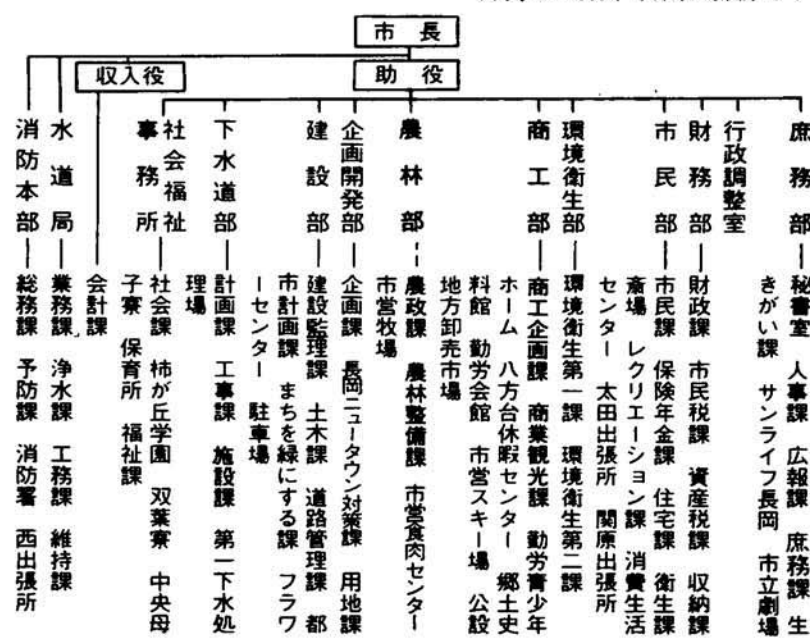 市長
収入役
助役
庶務部
秘書室 人事課 広報課 庶務課 生
きがい課 サンライフ長岡 市立劇場
行政調整室
財務部
財政課 市民税課 資産税課 収納課
市民部
市民課 保険年金課 住宅課 衛生課
斎場 レクリエーション課 消費生活
センター 太田出張所 関原出張所
環境衛生部
環境衛生第一課 環境衛生第二課
商工部
商工企画課 商業観光課 勤労青少年
ホーム 八方台休暇センター 郷土史
料館 勤労会館 市営スキー場 公設
地方卸売市場
農林部
農政課 農林整備課 市営食肉センター
市営牧場
企画開発部
企画課 長岡ニュータウン対策課 用地課
建設部
建設監理課 土木課 道路管理課 都
市計画課 まちを緑にする課 フラワ
ーセンター 駐車場
下水道部
計画課 工事課 施設課 第一下水処
理場
社会福祉
事務所
社会課 柿が丘学園 双葉寮 中央母
子寮 保育所 福祉課
会計課
水道局
業務課 浄水課 工務課 維持課
消防本部
総務課 予防課 消防署 西出張所